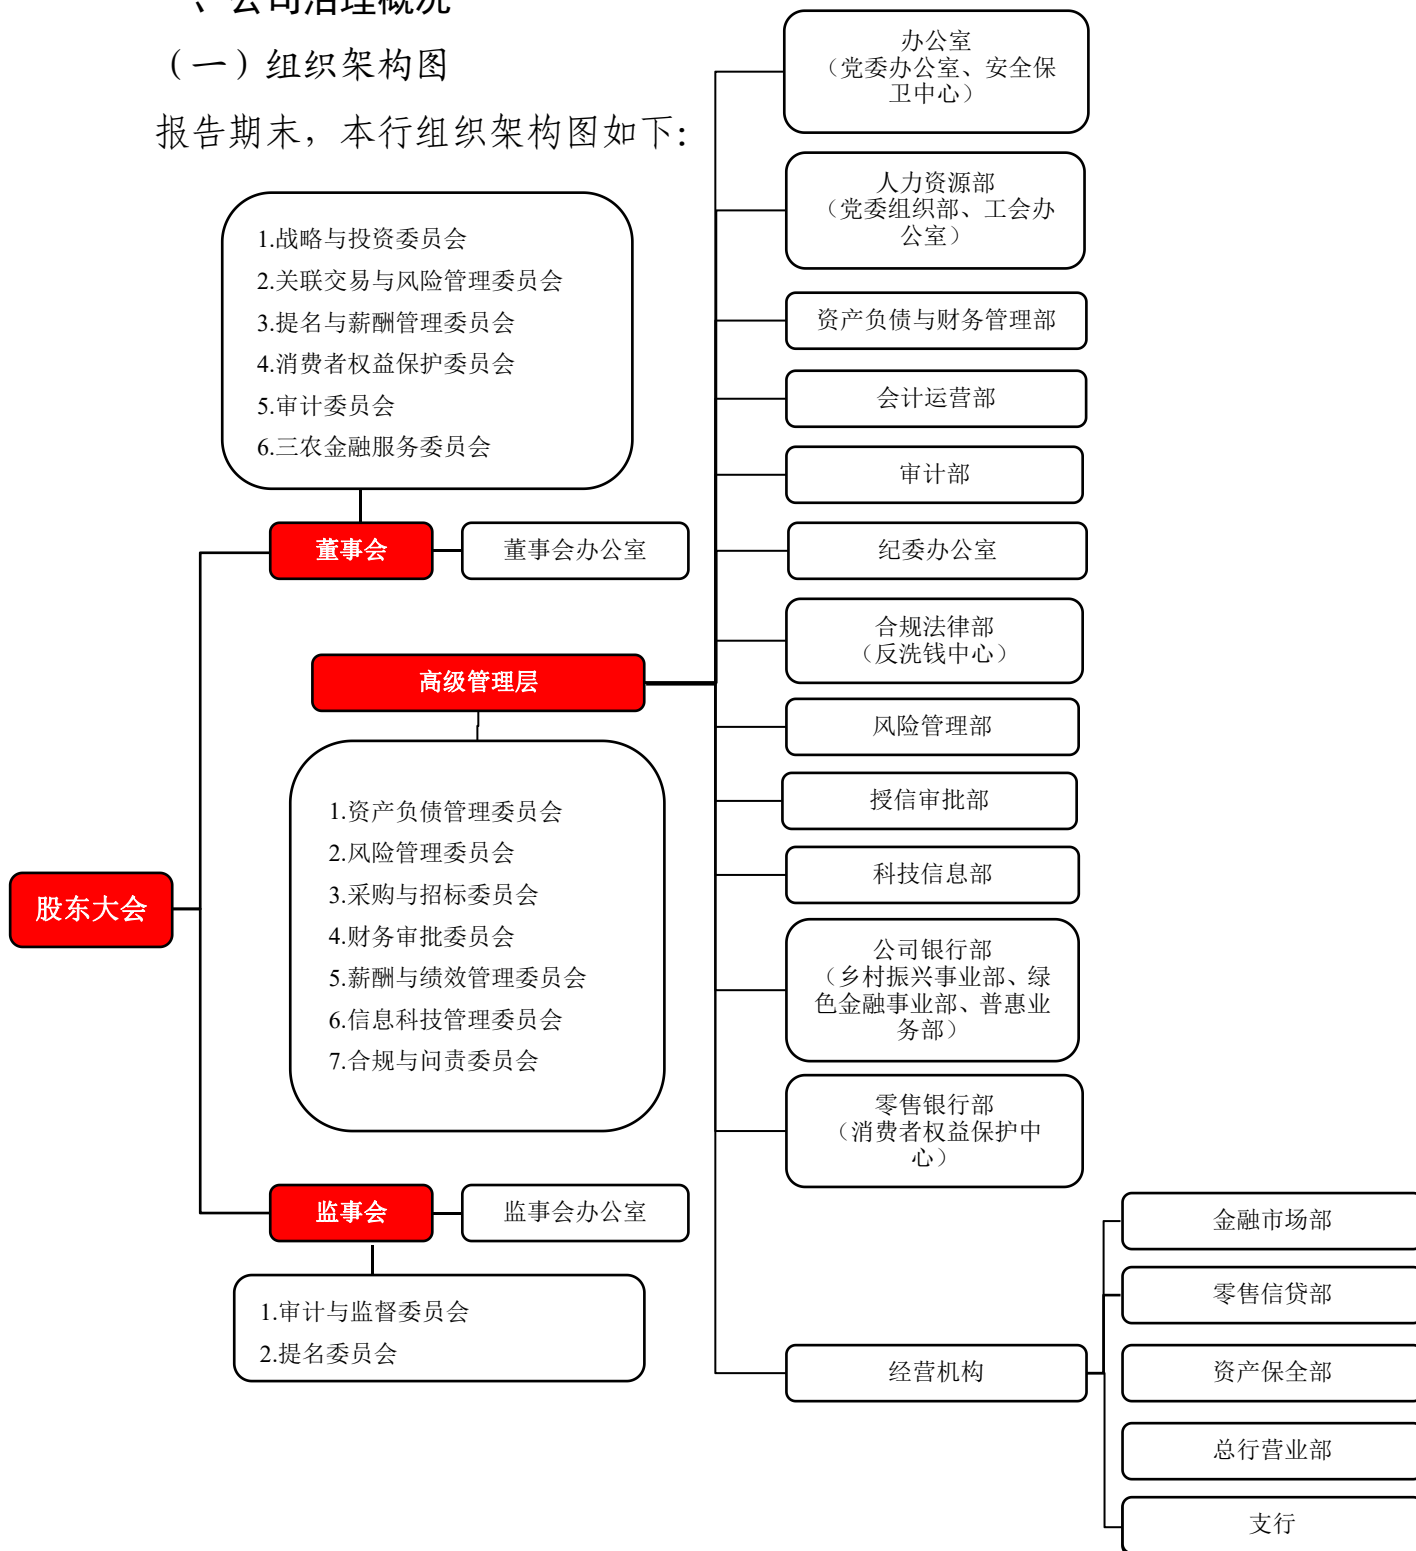 、公司治理概况
（一）组织架构图
报告期末，本行组织架构图如下：
1.战略与投资委员会
2.关联交易与风险管理委员会
3.提名与薪酬管理委员会
4.消费者权益保护委员会
5.审计委员会
6.三农金融服务委员会
董事会
董事会办公室
高级管理层
1.资产负债管理委员会
2.风险管理委员会
3.采购与招标委员会
4.财务审批委员会
5.薪酬与绩效管理委员会
6.信息科技管理委员会
7.合规与问责委员会
股东大会
监事会
监事会办公室
1.审计与监督委员会
2.提名委员会
办公室
（党委办公室、安全保
卫中心）
人力资源部
（党委组织部、工会办
公室）
资产负债与财务管理部
会计运营部
审计部
纪委办公室
合规法律部
（反洗钱中心）
风险管理部
授信审批部
科技信息部
公司银行部
（乡村振兴事业部、绿
色金融事业部、普惠业
务部）
零售银行部
（消费者权益保护中
心）
经营机构
金融市场部
零售信贷部
资产保全部
总行营业部
支行